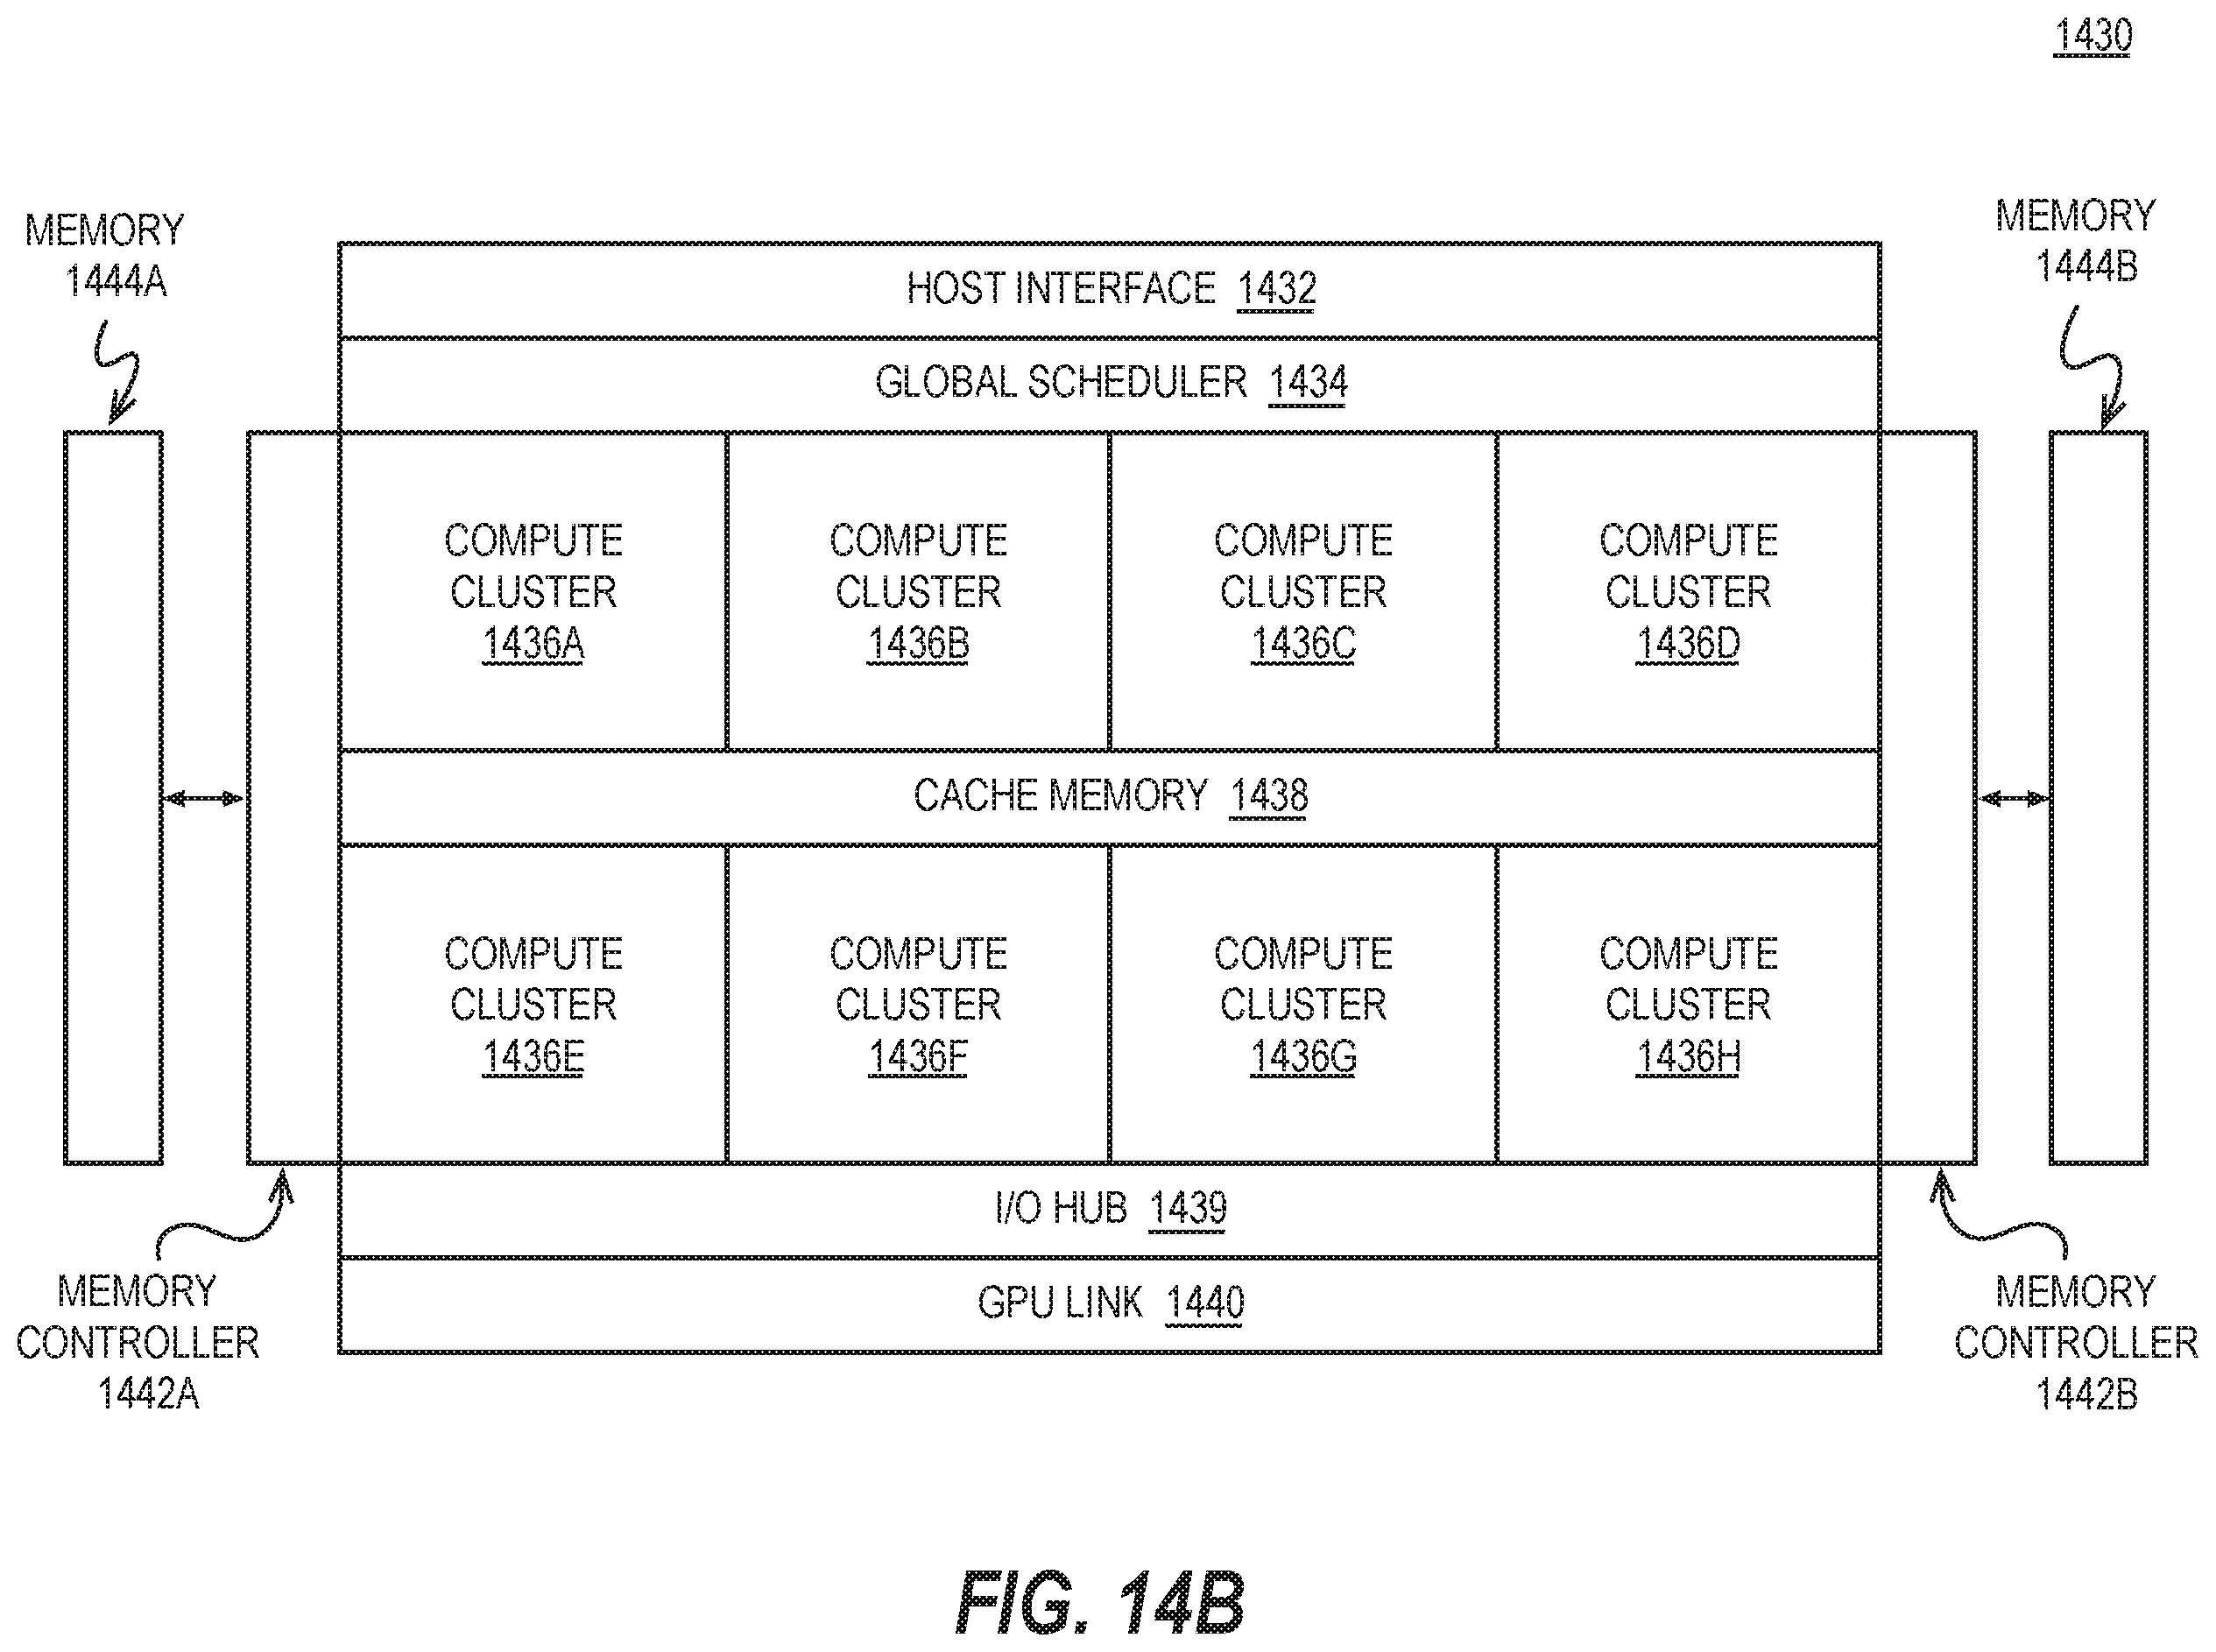 1430
MEMORY
1444A
MEMORY
1444B
HOST INTERFACE 1432
GLOBAL SCHEDULER 1434
COMPUTE
CLUSTER
1436A
COMPUTE
CLUSTER
1436B
COMPUTE
CLUSTER
1436C
COMPUTE
CLUSTER
1436D
CACHE MEMORY 1438
COMPUTE
CLUSTER
1436E
COMPUTE
CLUSTER
1436F
COMPUTE
CLUSTER
1436G
COMPUTE
CLUSTER
1436H
I/O HUB 1439
GPU LINK 1440
MEMORY
CONTROLLER
1442A
MEMORY
CONTROLLER
1442B
FIG. 14B